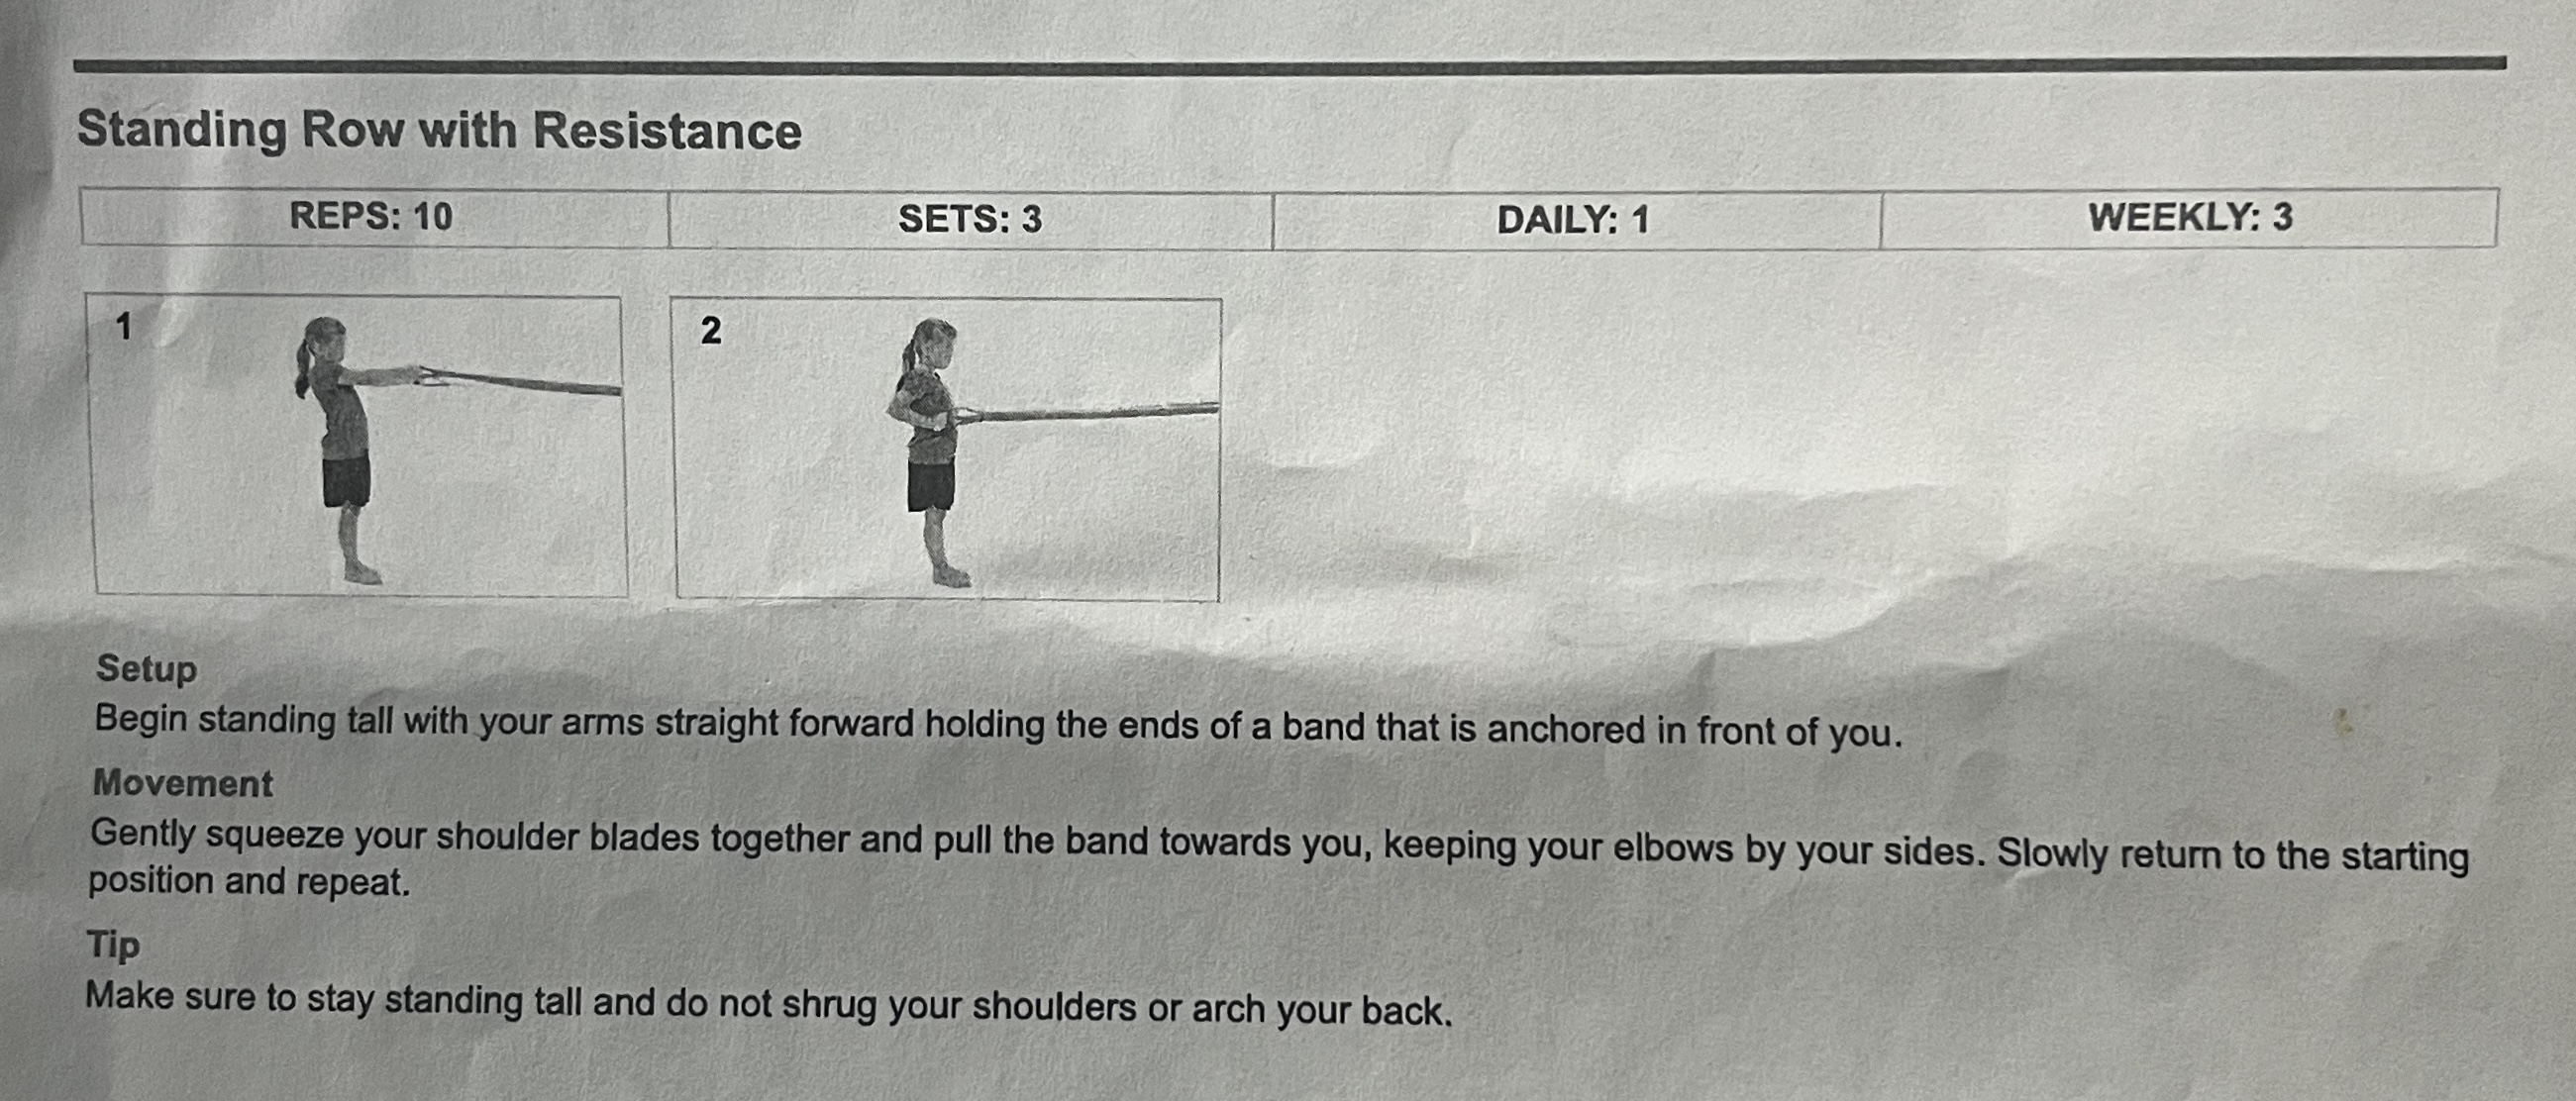 Standing Row with Resistance
REPS: 10 SETS: 3 DAILY: 1 WEEKLY: 3
1 2
Setup
Begin standing tall with your arms straight forward holding the ends of a band that is anchored in front of you.
Movement
Gently squeeze your shoulder blades together and pull the band towards you, keeping your elbows by your sides. Slowly return to the starting
position and repeat.
Tip
Make sure to stay standing tall and do not shrug your shoulders or arch your back.